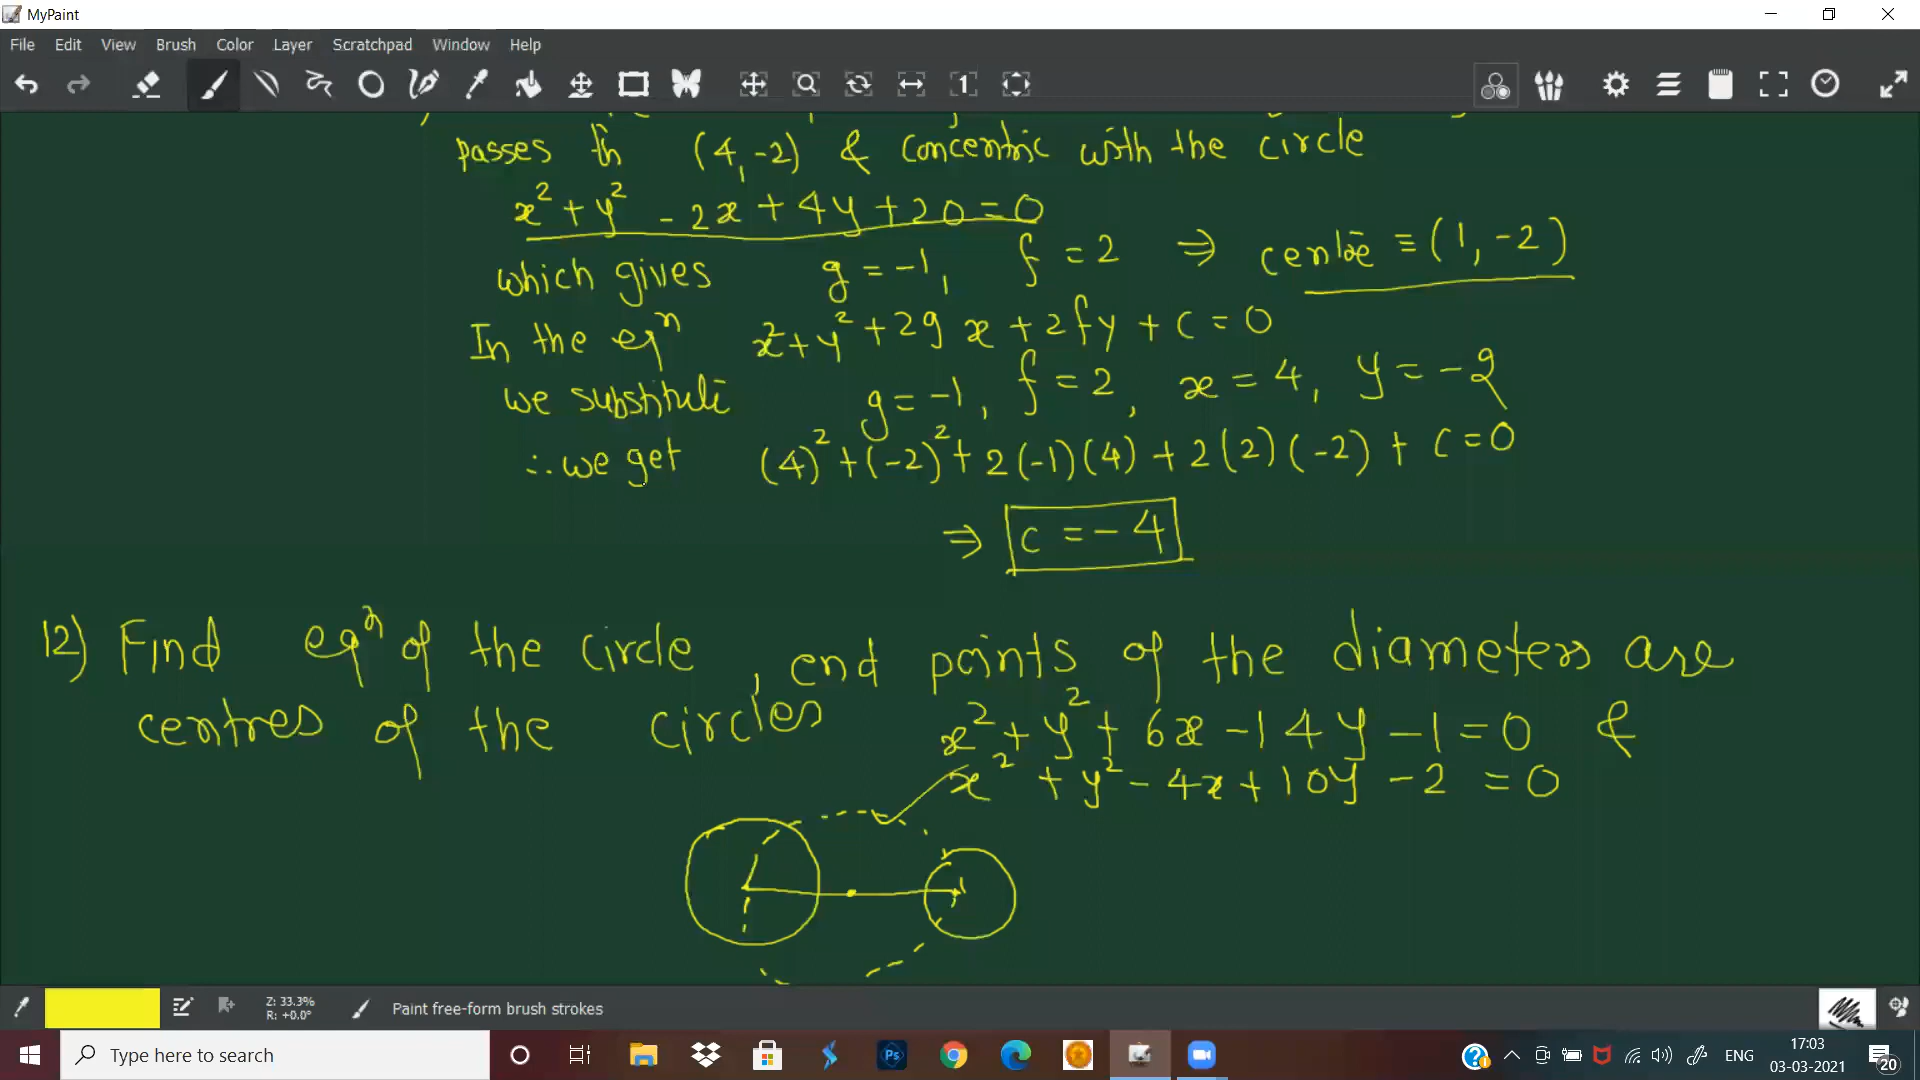 MyPaint
File Edit View Brush Color Layer Scratchpad Window Help
passes th (4, -2) & concentric with the circle
x² + y² - 2x + 4y + 20 = 0
which gives g = -1, f = 2 ⇒ centre ≡ (1, -2)
In the eqⁿ x² + y² + 2g x + 2fy + c = 0
we substitute g = -1, f = 2, x = 4, y = -2
∴ we get (4)² + (-2)² + 2(-1)(4) + 2(2)(-2) + c = 0
⇒ c = -4
12) Find eqⁿ of the circle, end points of the diameters are
centres of the circles x² + y² + 6x - 14y - 1 = 0 &
x² + y² - 4x + 10y - 2 = 0
Z: 33.3%
R: +0.0°
Paint free-form brush strokes
Type here to search
Ps
ENG
17:03
03-03-2021
20